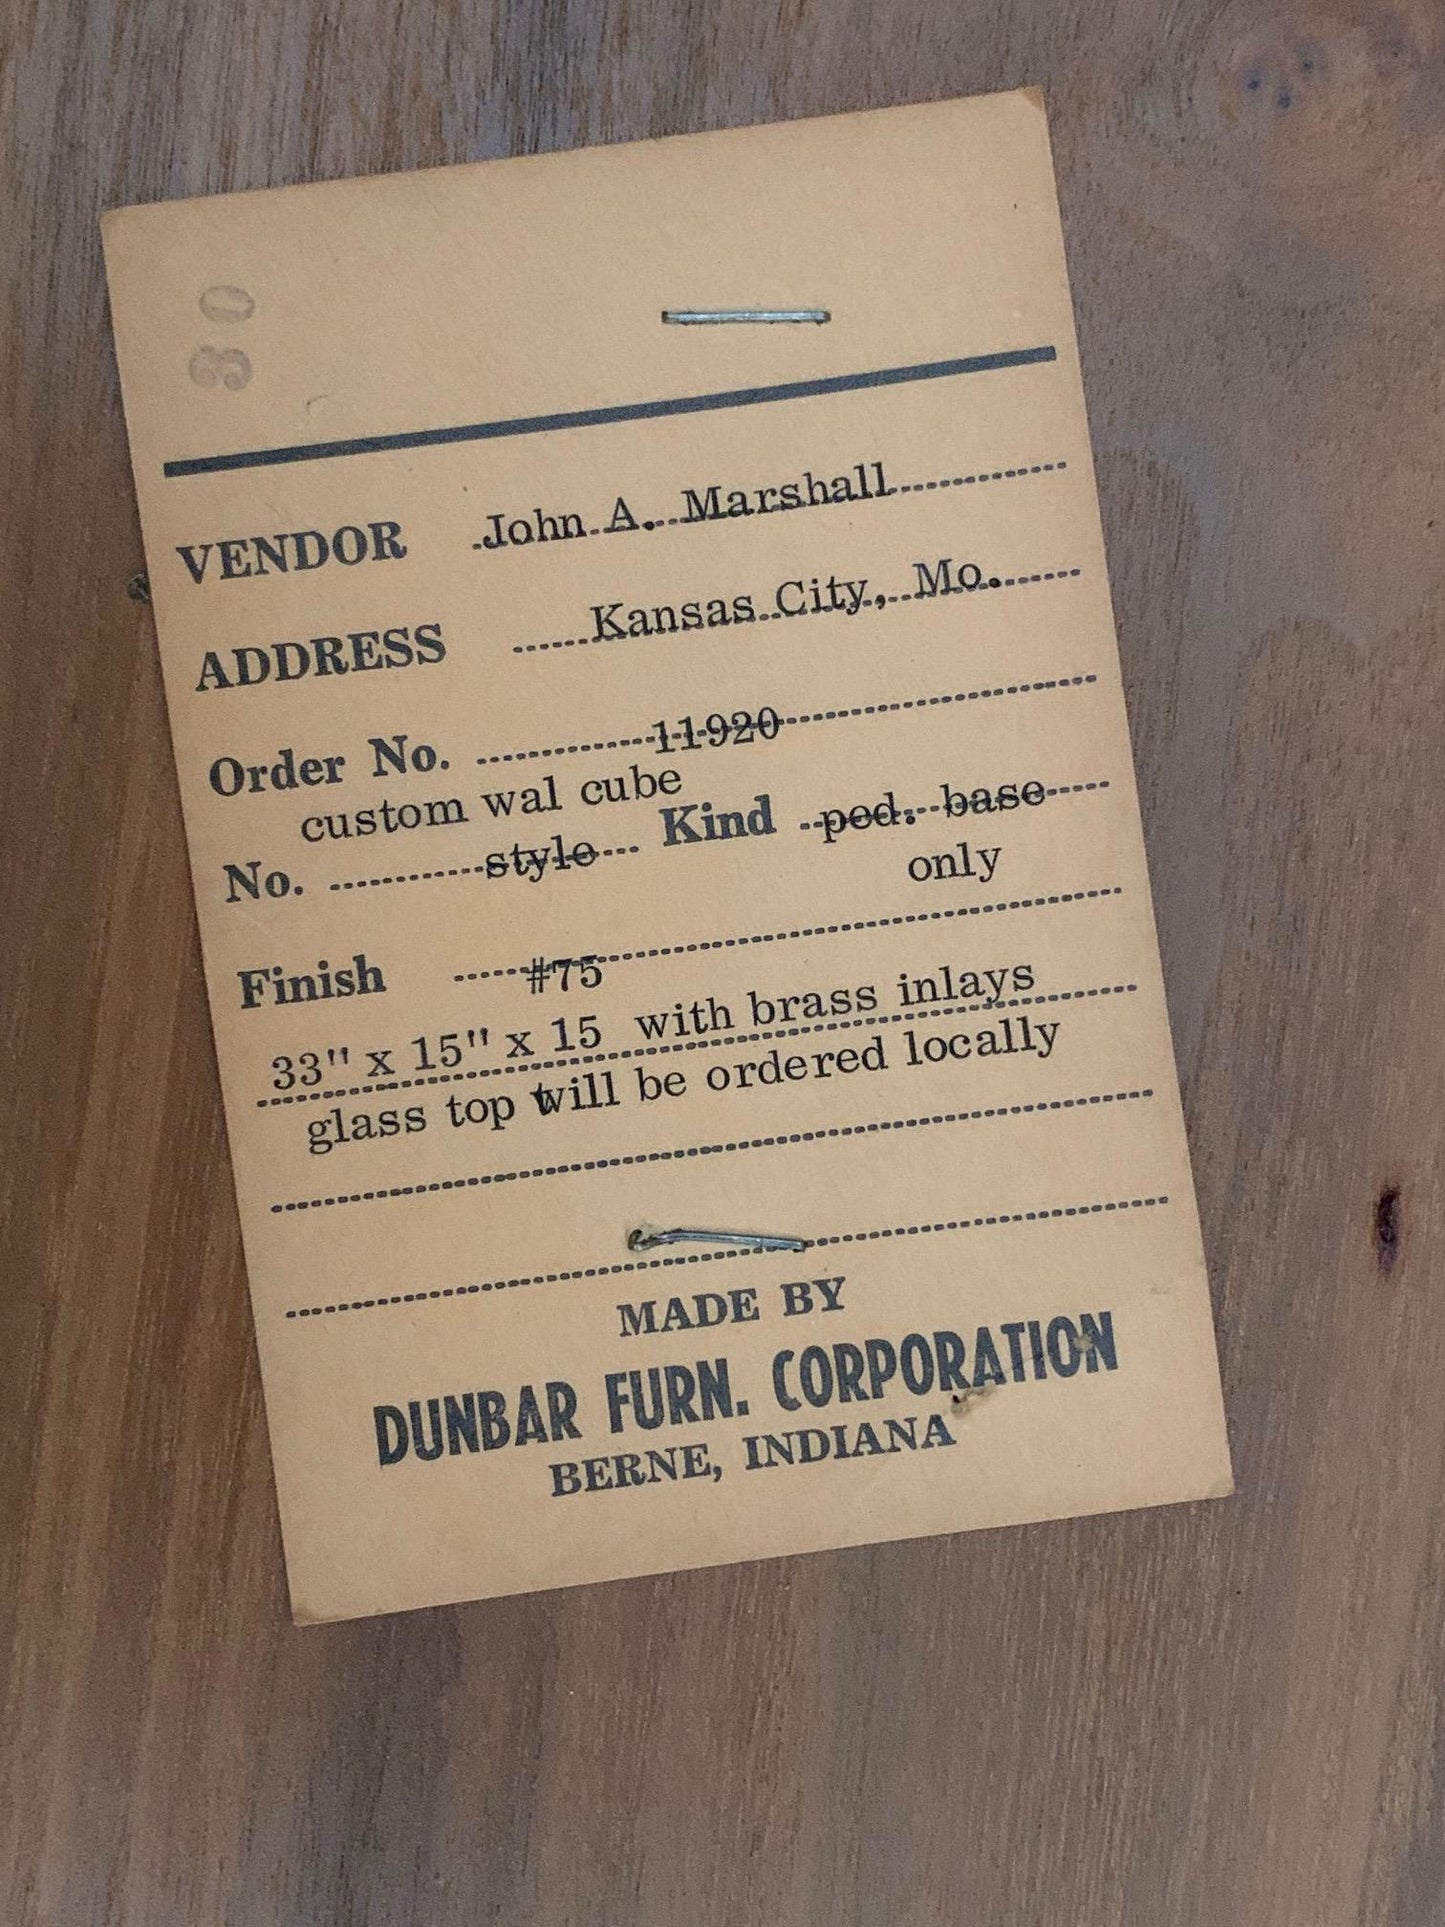 30
VENDOR John A. Marshall
ADDRESS Kansas City, Mo.
Order No. 11920
custom wal cube
No. style Kind ped. base
only
Finish #75
33" x 15" x 15 with brass inlays
glass top will be ordered locally
MADE BY
DUNBAR FURN. CORPORATION
BERNE, INDIANA